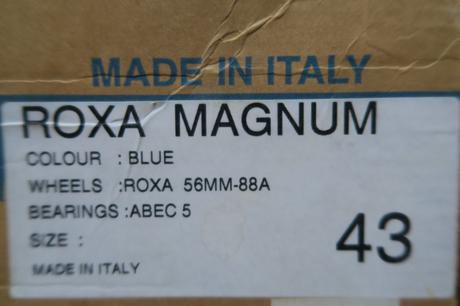 MADE IN ITALY
ROXA MAGNUM
COLOUR : BLUE
WHEELS :ROXA 56MM-88A
BEARINGS :ABEC 5
SIZE : 43
MADE IN ITALY